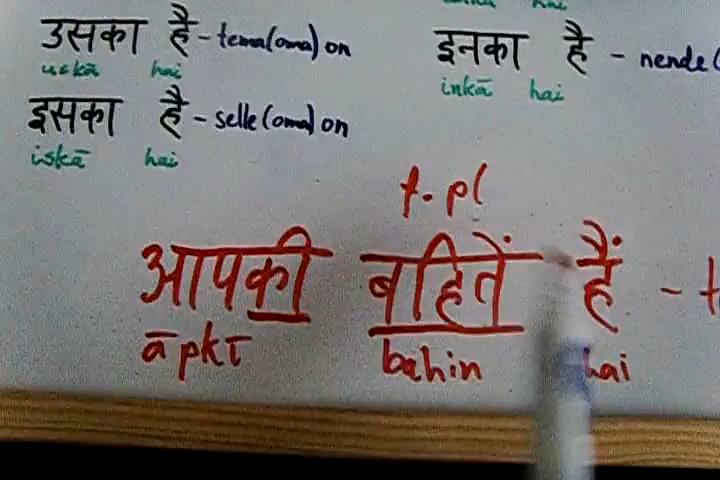 उसका है - tema(oma) on
uskā hai
इनका है - nende(
inkā hai
इसका है - selle(oma) on
iskā hai
f. pl
आपकी बहितें हैं - t
āpkī bahin hai